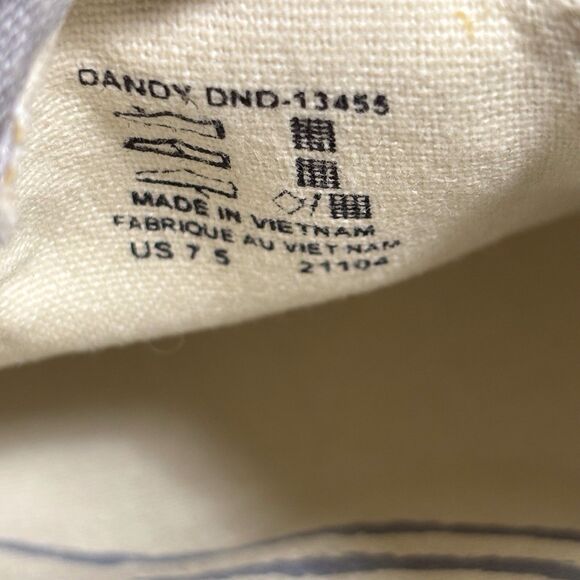 DANDY DND-13455
MADE IN VIETNAM
FABRIQUE AU VIET NAM
US 7 5 21104